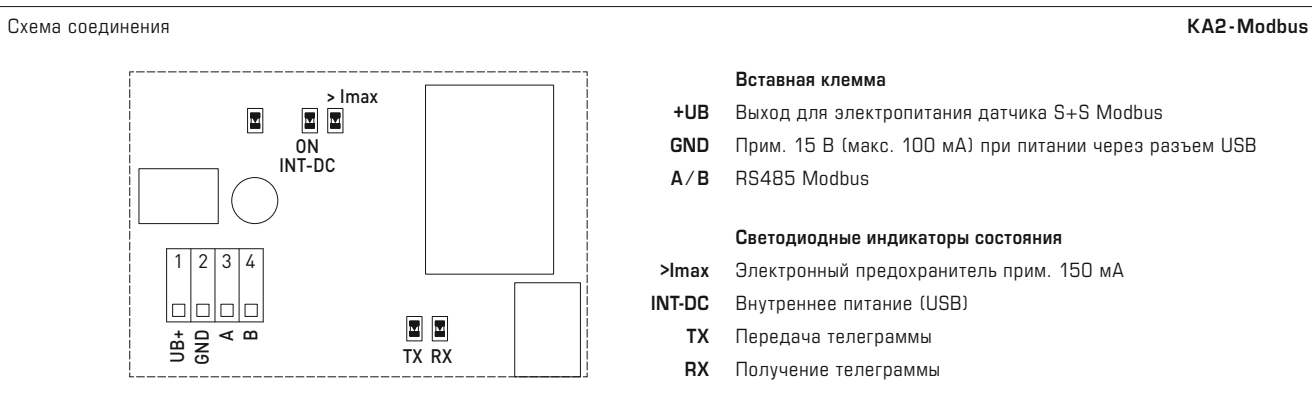 Схема соединения
KA2-Modbus
> Imax
ON
INT-DC
1 2 3 4
UB+
GND
A
B
TX RX
Вставная клемма
+UB Выход для электропитания датчика S+S Modbus
GND Прим. 15 В (макс. 100 мА) при питании через разъем USB
A/B RS485 Modbus
Светодиодные индикаторы состояния
>Imax Электронный предохранитель прим. 150 мА
INT-DC Внутреннее питание (USB)
TX Передача телеграммы
RX Получение телеграммы